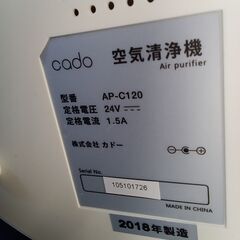 cado 空気清浄機
Air purifier
型番 AP-C120
定格電圧 24V
定格電流 1.5A
株式会社 カドー
Serial No.
105101726
MADE IN CHINA
2018年製造